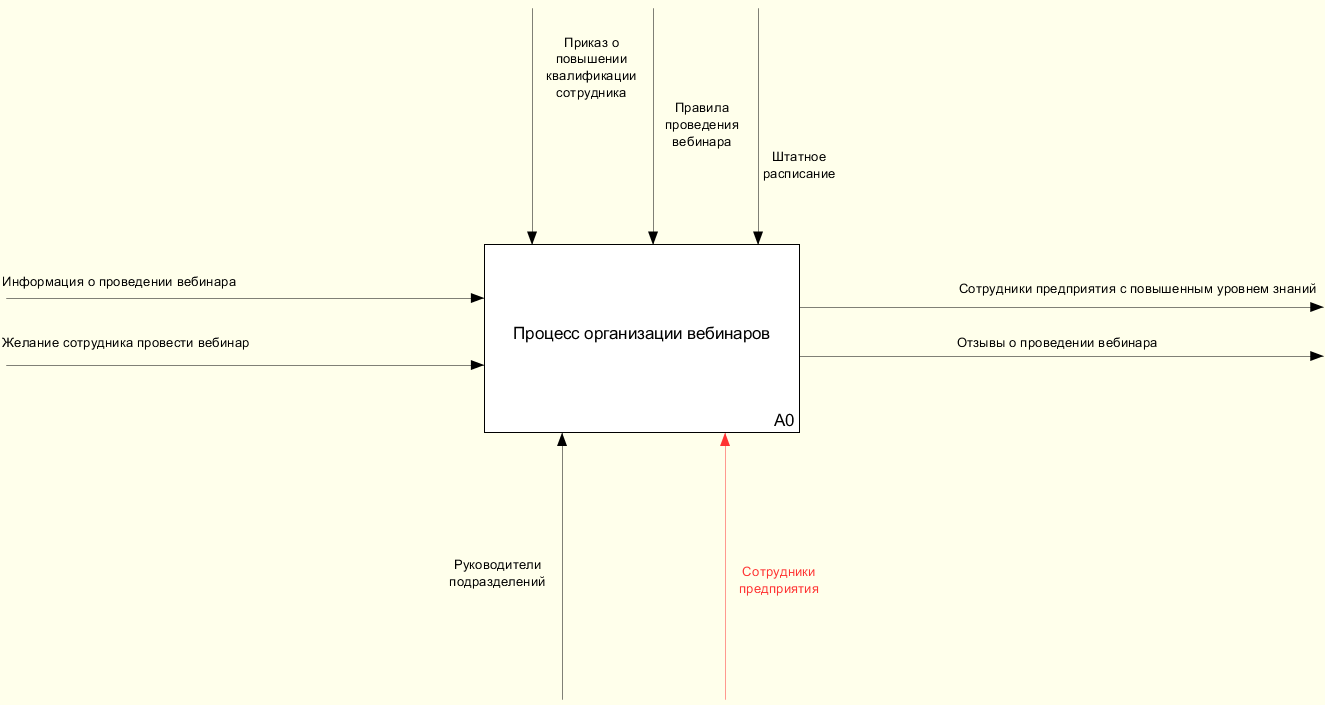 Приказ о
повышении
квалификации
сотрудника
Правила
проведения
вебинара
Штатное
расписание
Информация о проведении вебинара
Желание сотрудника провести вебинар
Процесс организации вебинаров
A0
Сотрудники предприятия с повышенным уровнем знаний
Отзывы о проведении вебинара
Руководители
подразделений
Сотрудники
предприятия